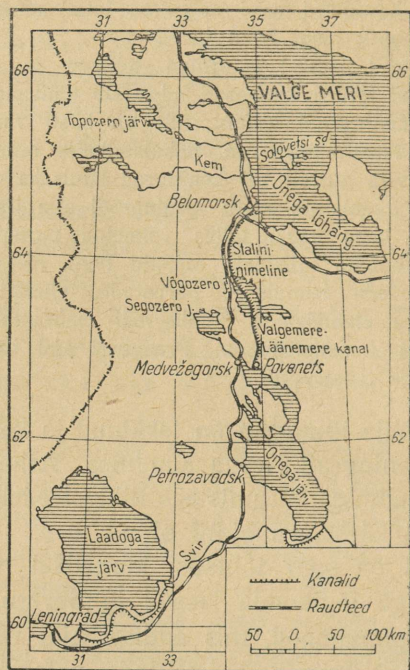 31 33 35 37
66 66
VALGE MERI
Topozero järv
Solovetsi sd
Kem
Belomorsk
Onega lõhang
64 64
Stalini-
nimeline
Võgozero j.
Segozero j.
Valgemere-
Läänemere kanal
Medvežegorsk
Povenets
62 62
Petrozavodsk
Onega järv
Laadoga
järv
Svir
Leningrad
60
31 33
Kanalid
Raudteed
50 0 100 km